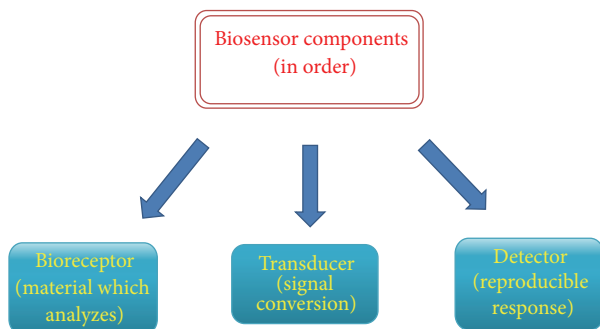 Biosensor components
(in order)
Bioreceptor
(material which
analyzes)
Transducer
(signal
conversion)
Detector
(reproducible
response)